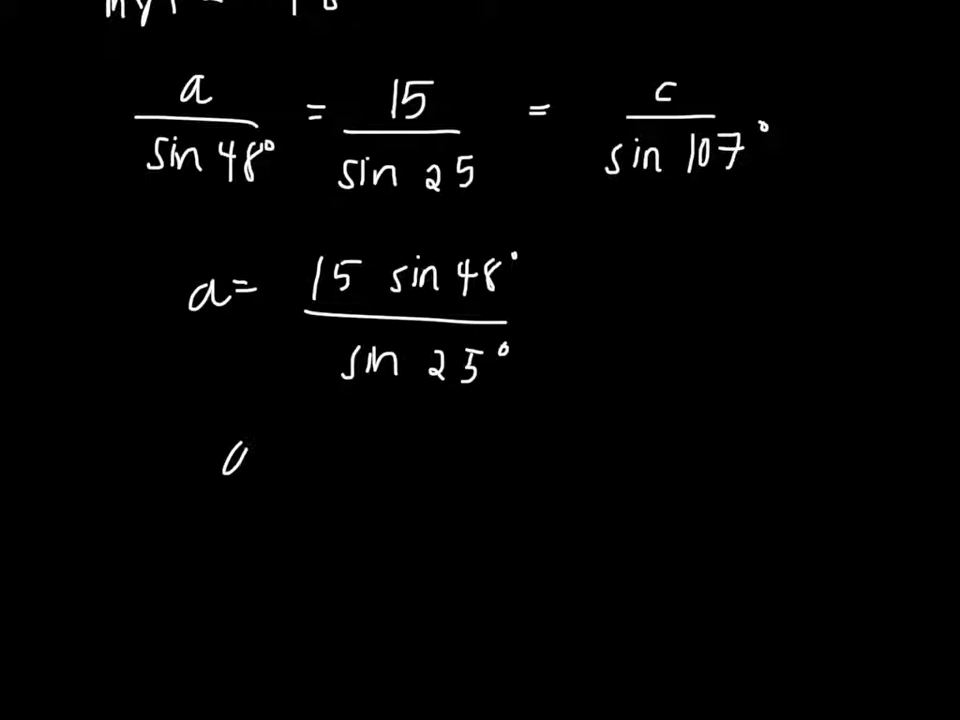 a/sin 48° = 15/sin 25 = c/sin 107°
a = 15 sin 48°/sin 25°